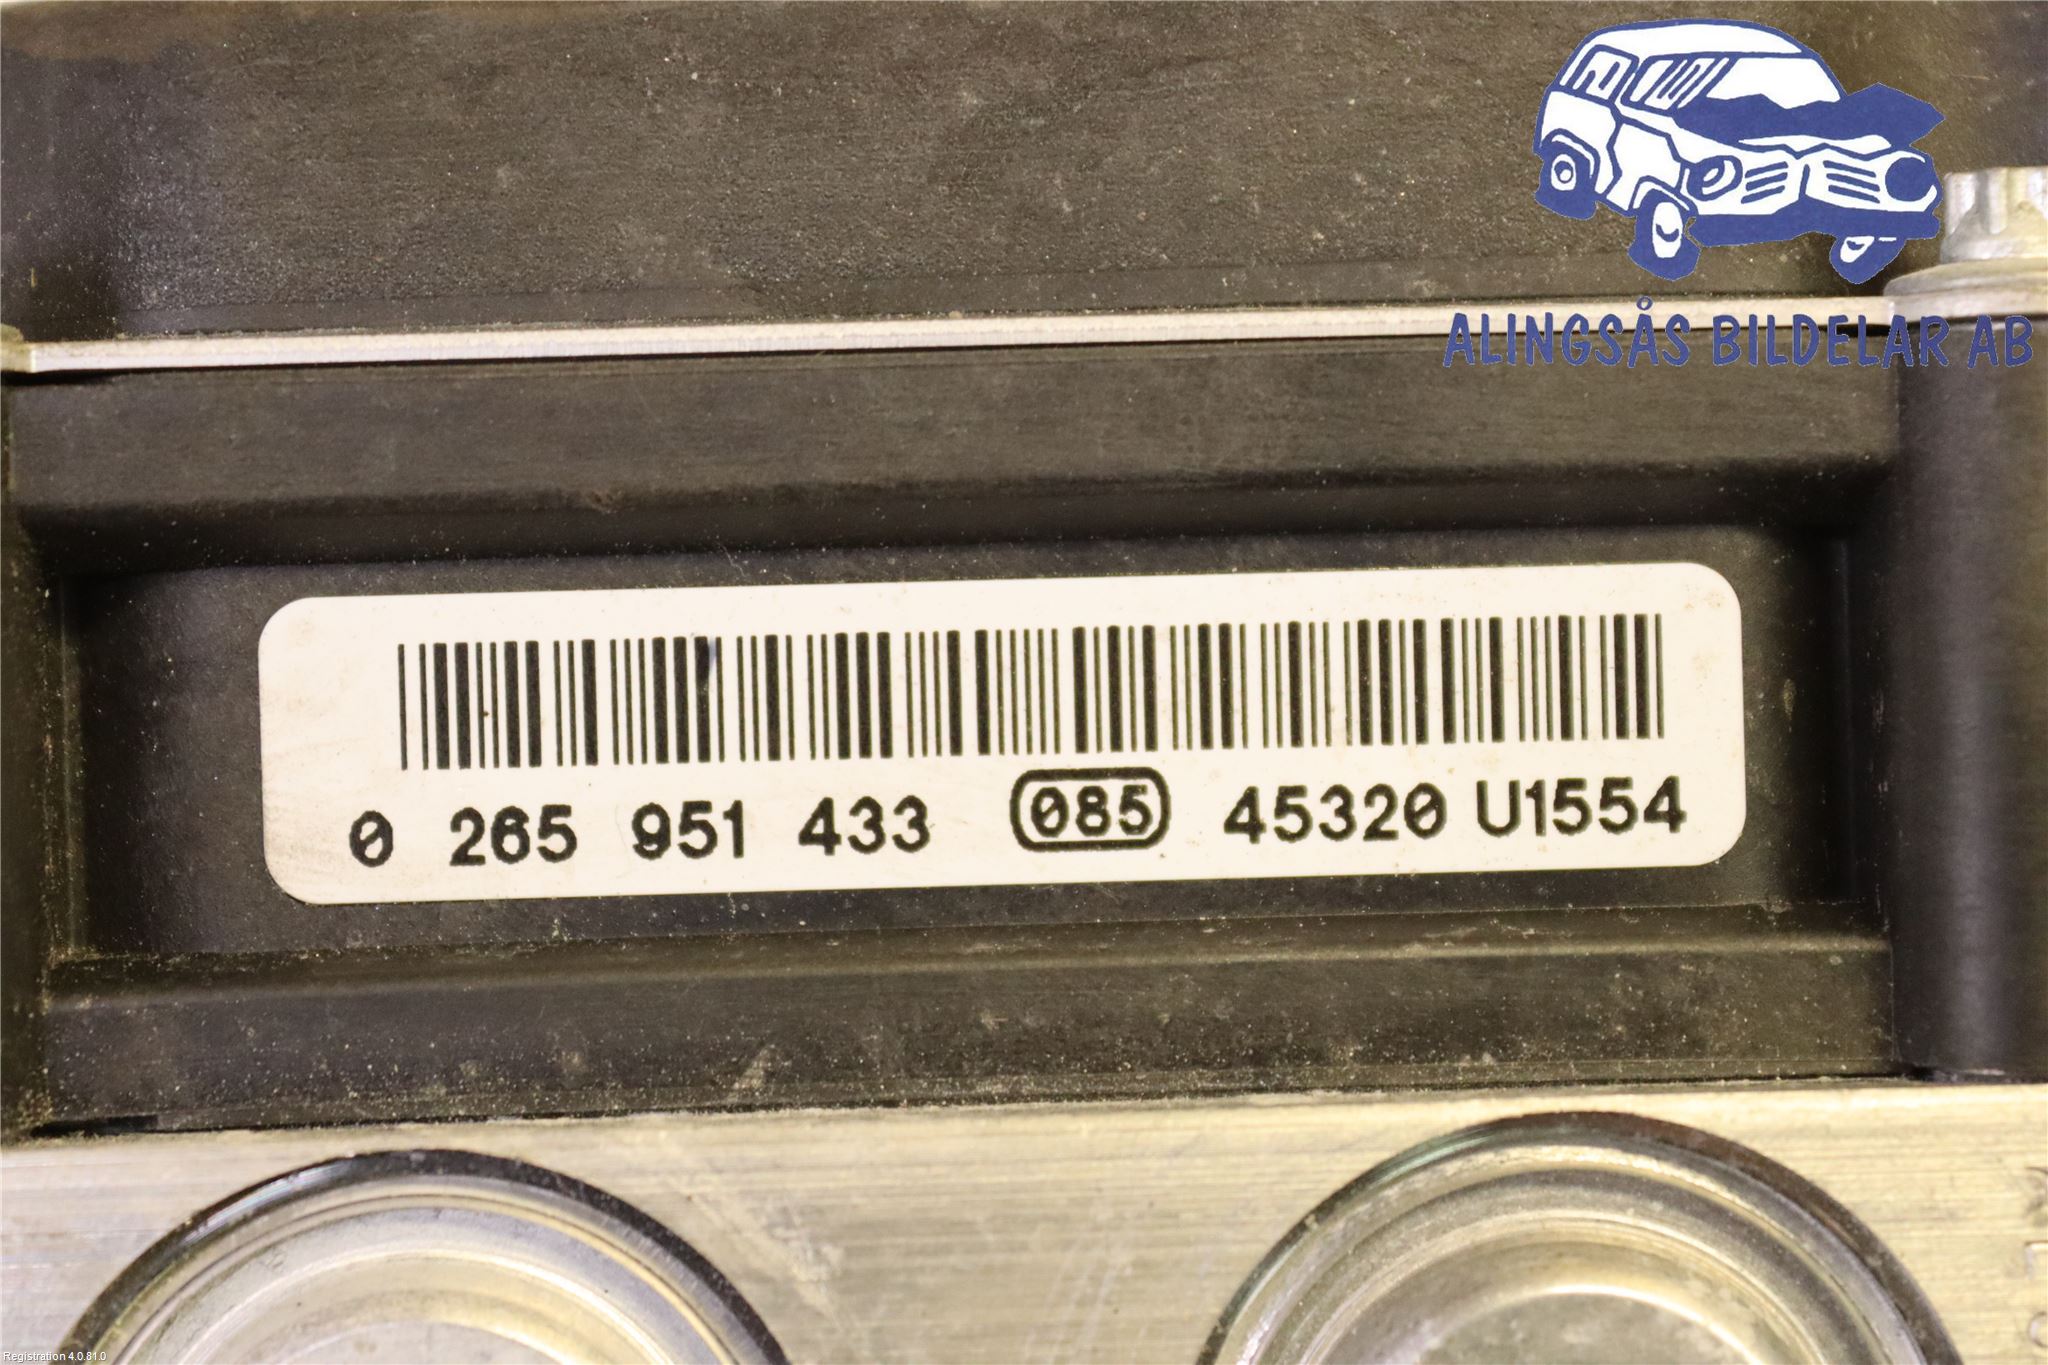 ALINGSÅS BILDELAR AB
0 265 951 433 085 45320 U1554
Registration 4.0.81.0